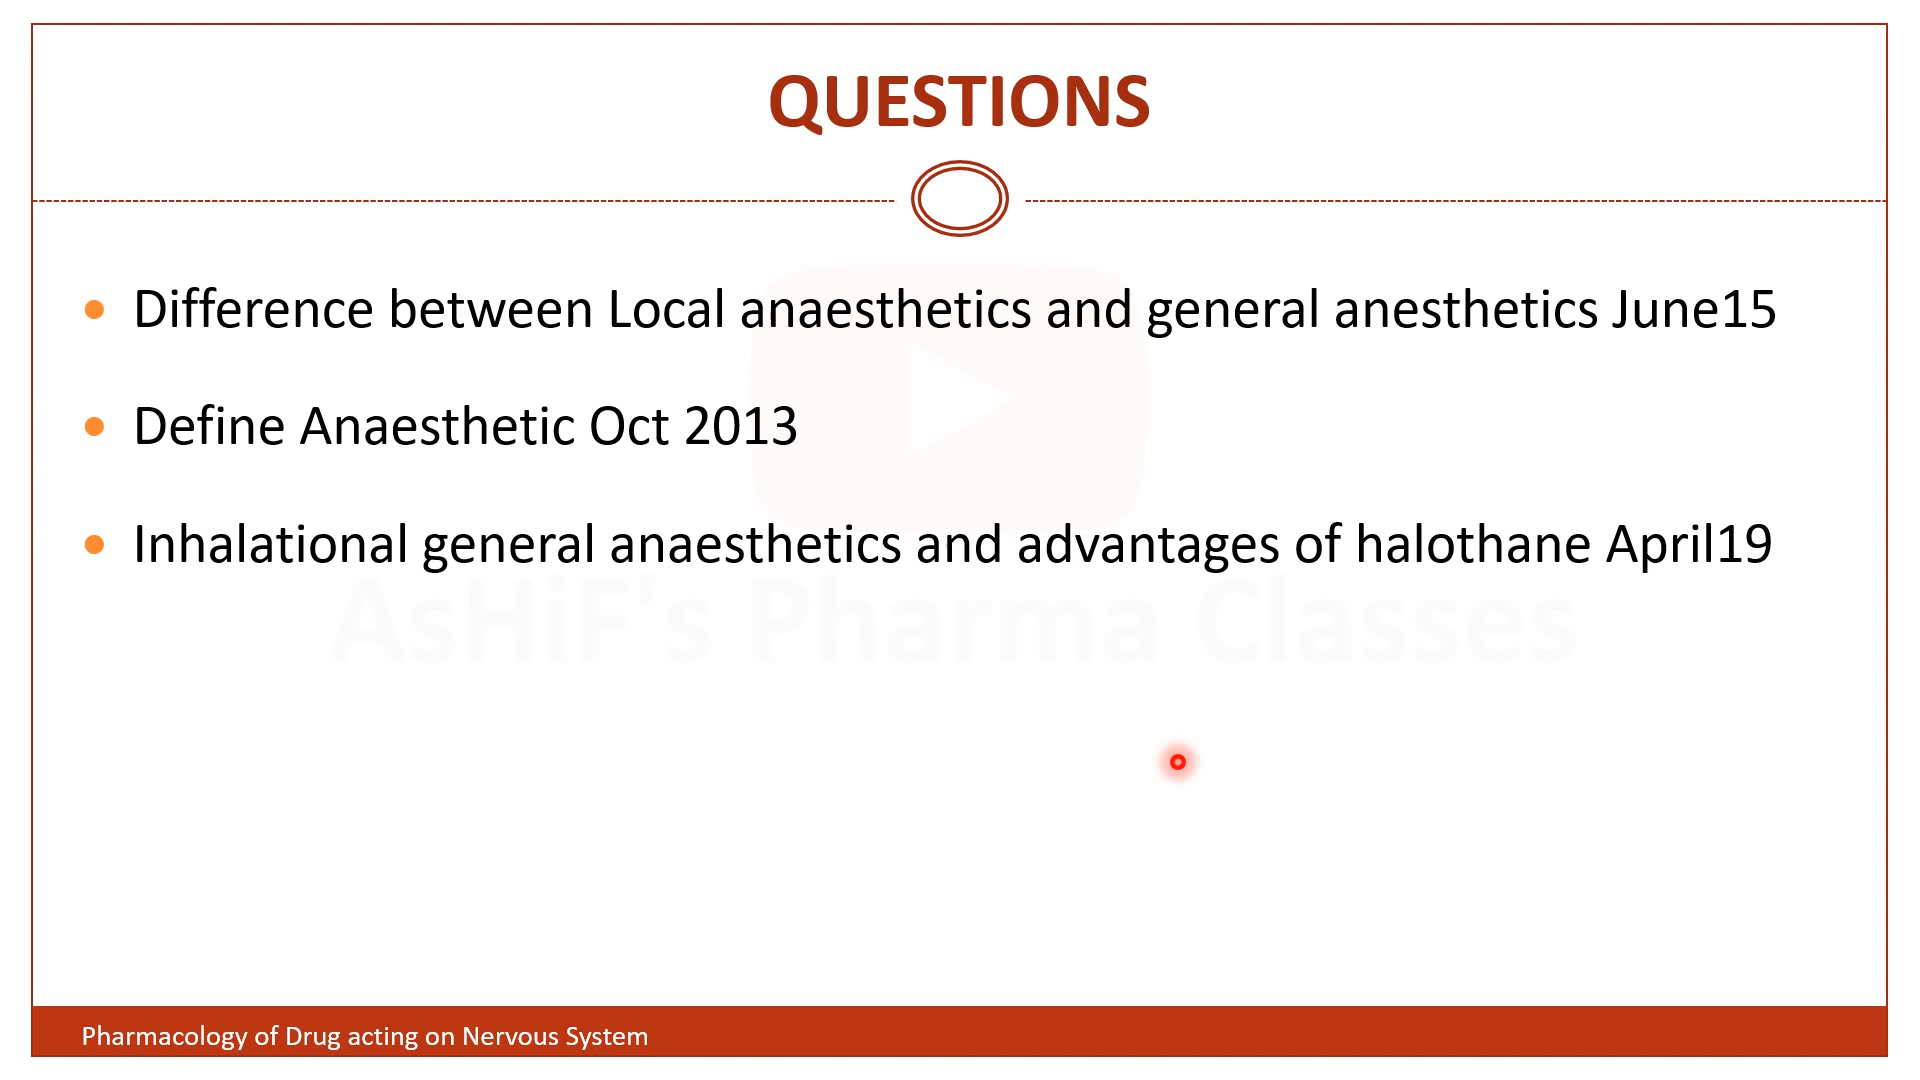 QUESTIONS
Difference between Local anaesthetics and general anesthetics June15
Define Anaesthetic Oct 2013
Inhalational general anaesthetics and advantages of halothane April19
AsHiF's Pharma Classes
Pharmacology of Drug acting on Nervous System